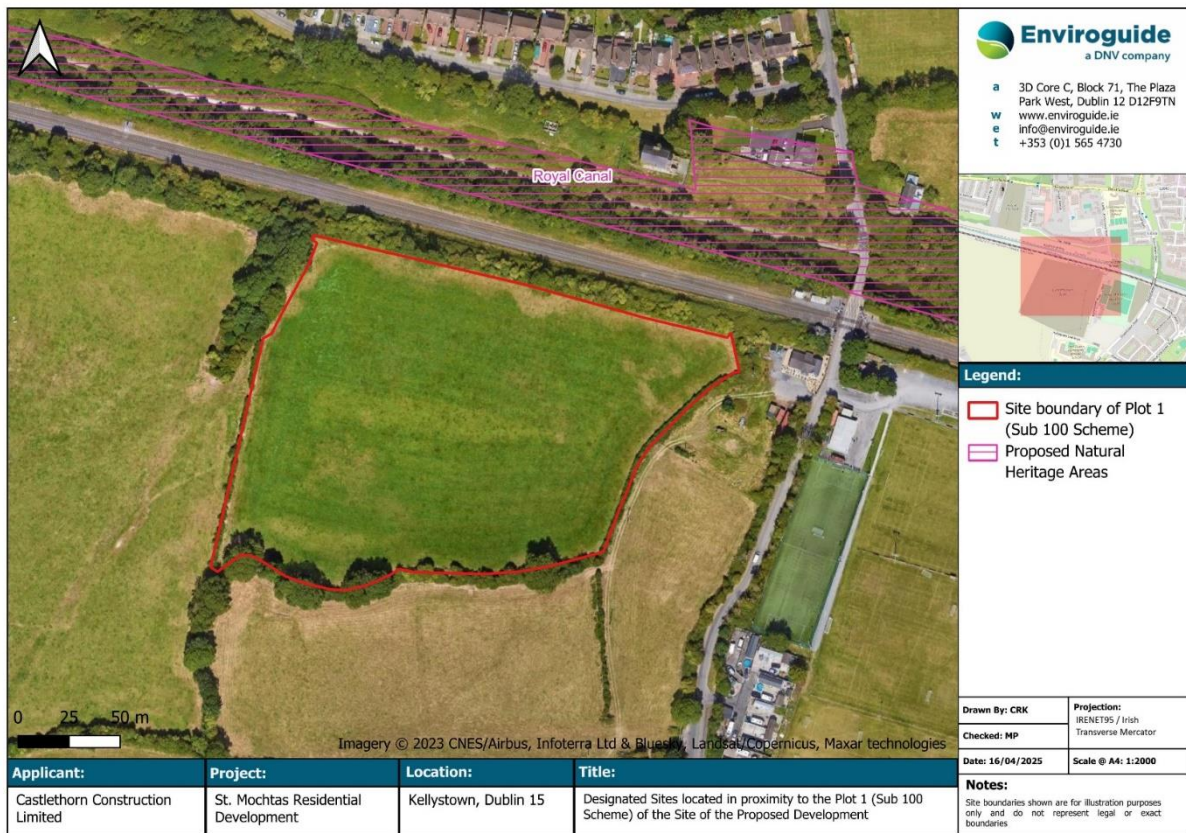 Enviroguide
a DNV company
a 3D Core C, Block 71, The Plaza
Park West, Dublin 12 D12F9TN
w www.enviroguide.ie
e info@enviroguide.ie
t +353 (0)1 565 4730
Royal Canal
Legend:
Site boundary of Plot 1
(Sub 100 Scheme)
Proposed Natural
Heritage Areas
0 25 50 m
Imagery © 2023 CNES/Airbus, Infoterra Ltd & Bluesky, Landsat/Copernicus, Maxar technologies
Drawn By: CRK
Checked: MP
Projection:
IRENET95 / Irish
Transverse Mercator
Date: 16/04/2025
Scale @ A4: 1:2000
Notes:
Site boundaries shown are for illustration purposes
only and do not represent legal or exact
boundaries
Applicant:
Castlethorn Construction
Limited
Project:
St. Mochtas Residential
Development
Location:
Kellystown, Dublin 15
Title:
Designated Sites located in proximity to the Plot 1 (Sub 100
Scheme) of the Site of the Proposed Development